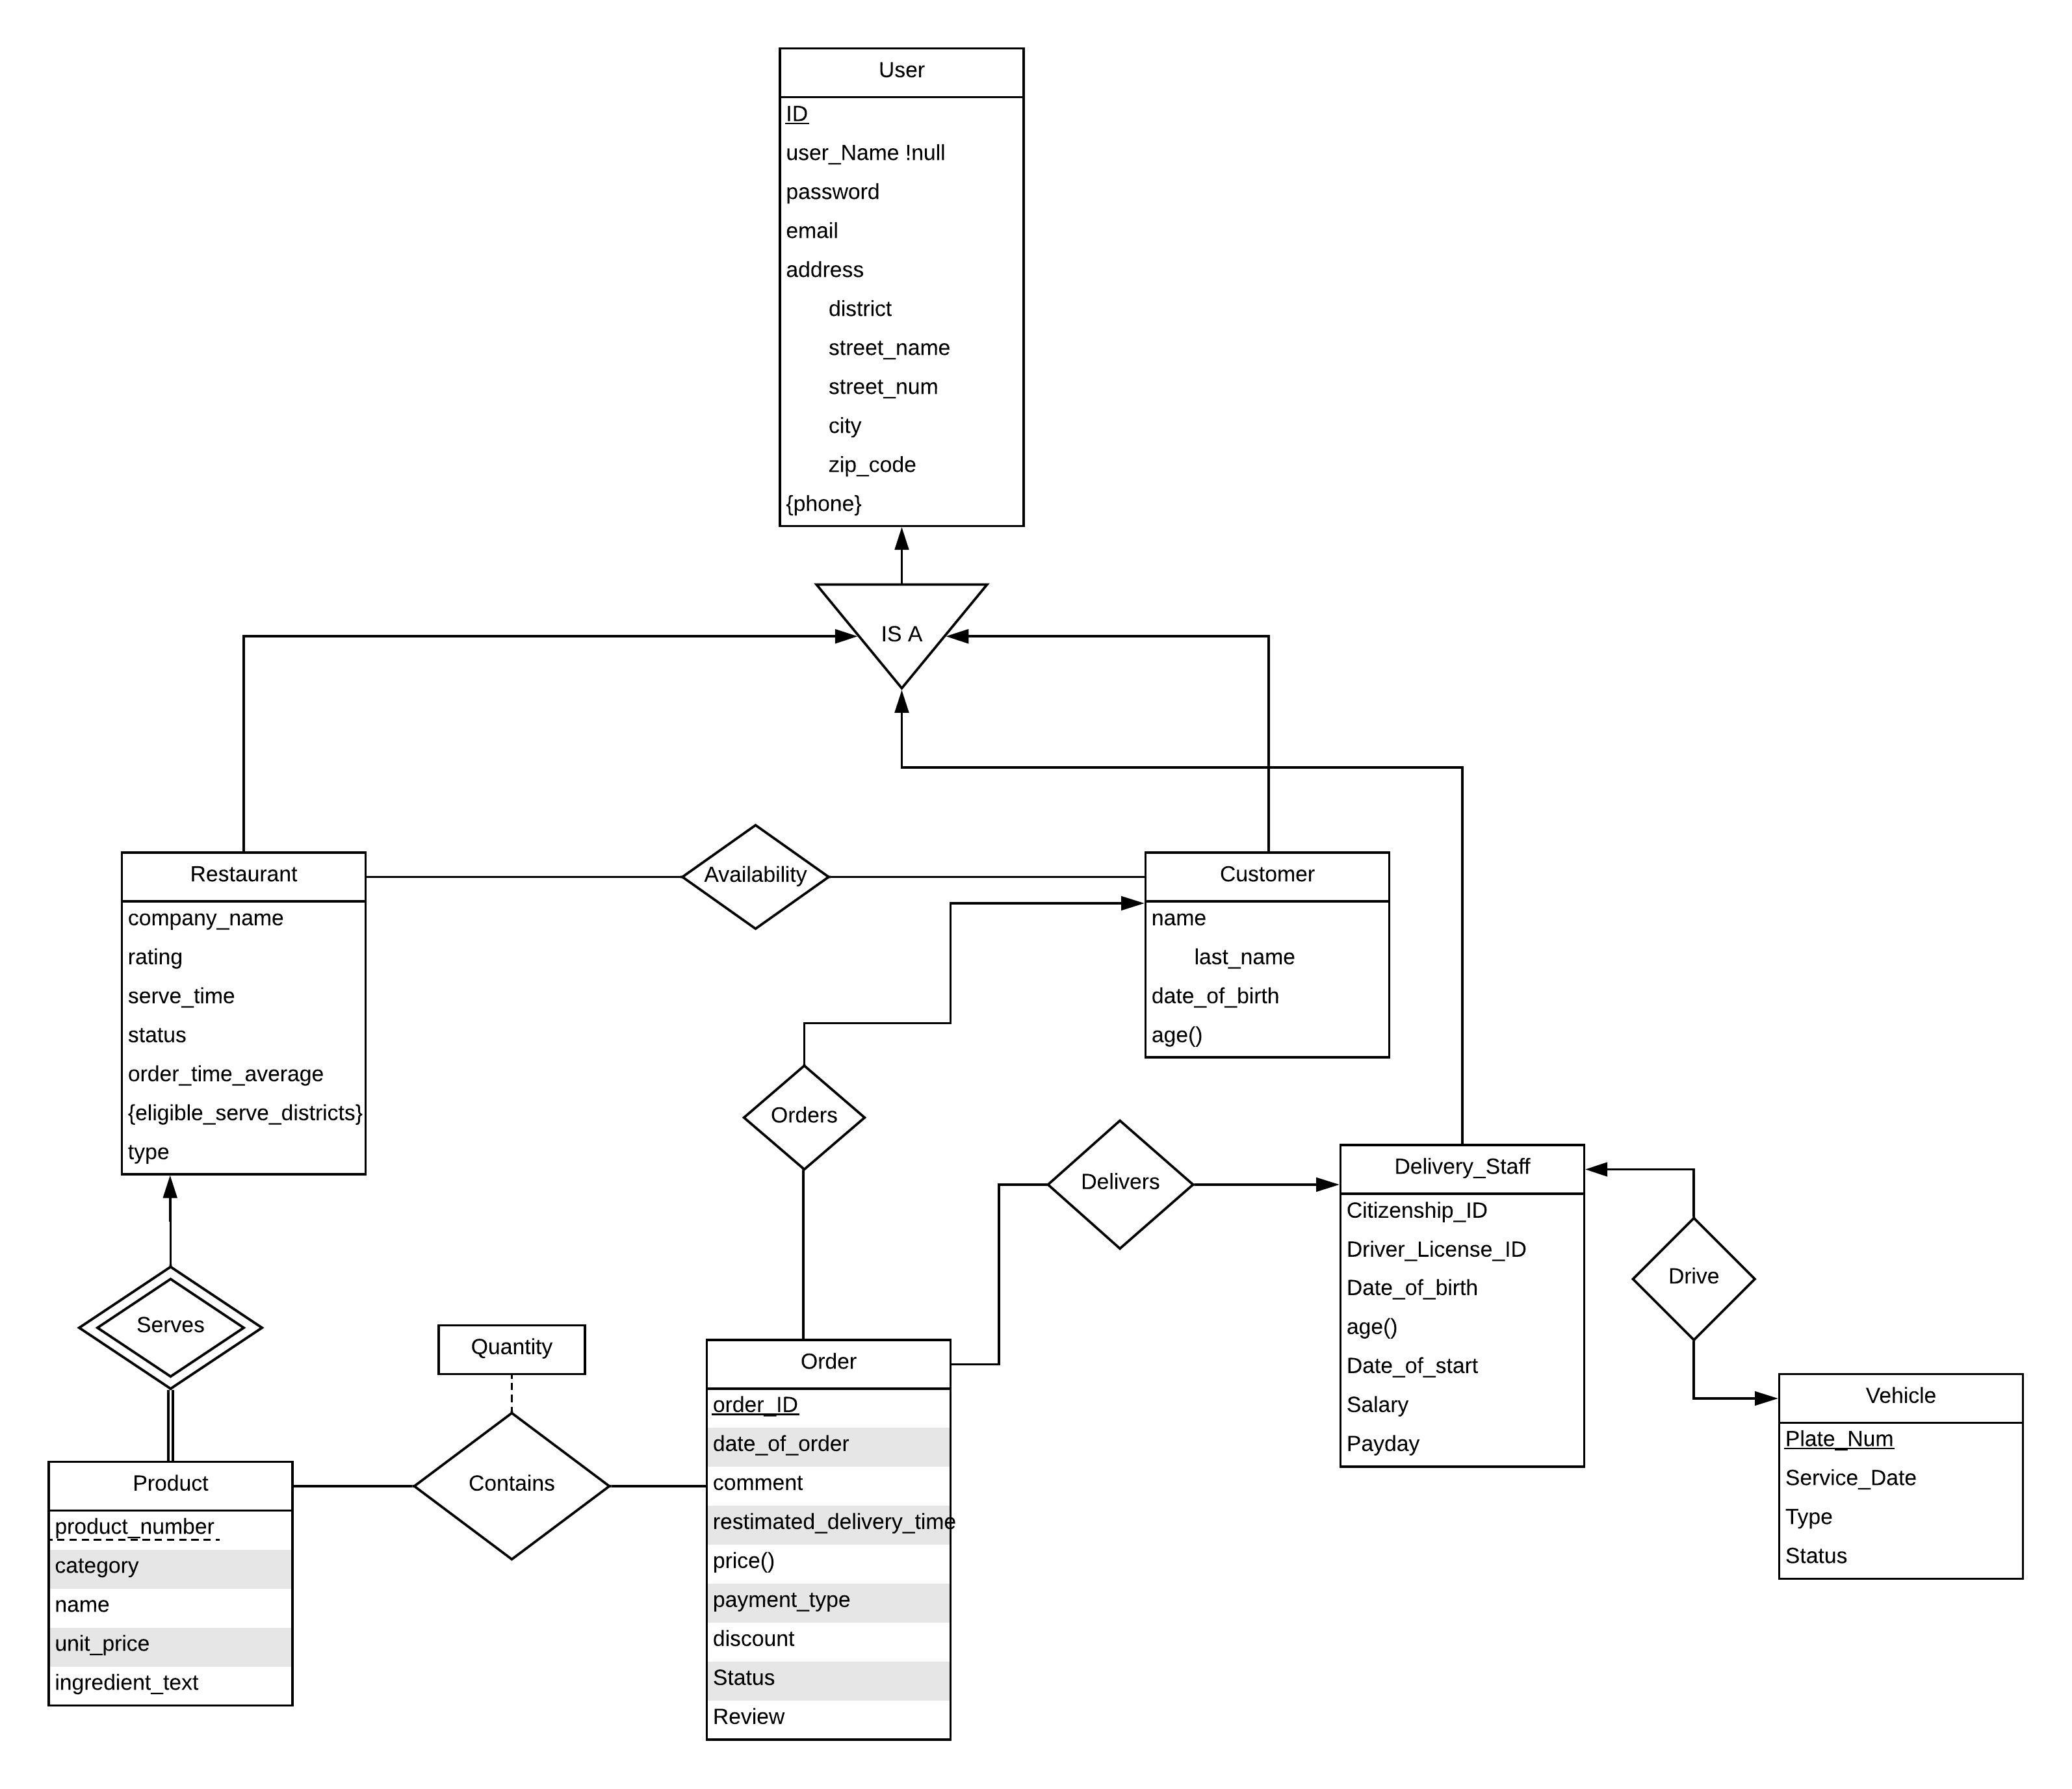 User
ID
user_Name !null
password
email
address
district
street_name
street_num
city
zip_code
{phone}
IS A
Restaurant
company_name
rating
serve_time
status
order_time_average
{eligible_serve_districts}
type
Availability
Customer
name
last_name
date_of_birth
age()
Orders
Delivers
Delivery_Staff
Citizenship_ID
Driver_License_ID
Date_of_birth
age()
Date_of_start
Salary
Payday
Drive
Vehicle
Plate_Num
Service_Date
Type
Status
Serves
Quantity
Contains
Product
product_number
category
name
unit_price
ingredient_text
Order
order_ID
date_of_order
comment
restimated_delivery_time
price()
payment_type
discount
Status
Review